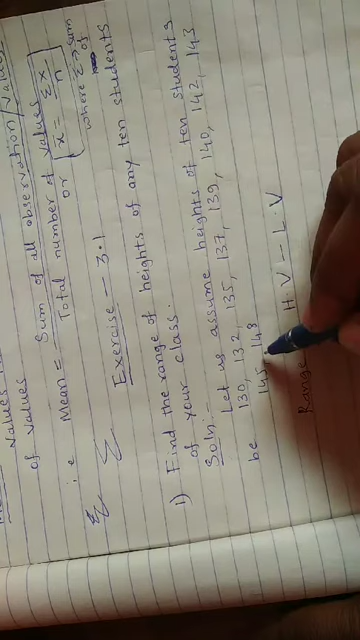 Values
of values
i.e Mean = Sum of all observation/values
Total number of values
or { x = Σx
n }
where Σ → sum
of
Σ Σ Exercise - 3.1
1) Find the range of heights of any ten students
of your class.
Soln:-
Let us assume heights of ten students
be 130, 132, 135, 137, 139, 140, 142, 143
145, 148
Range H.V - L.V